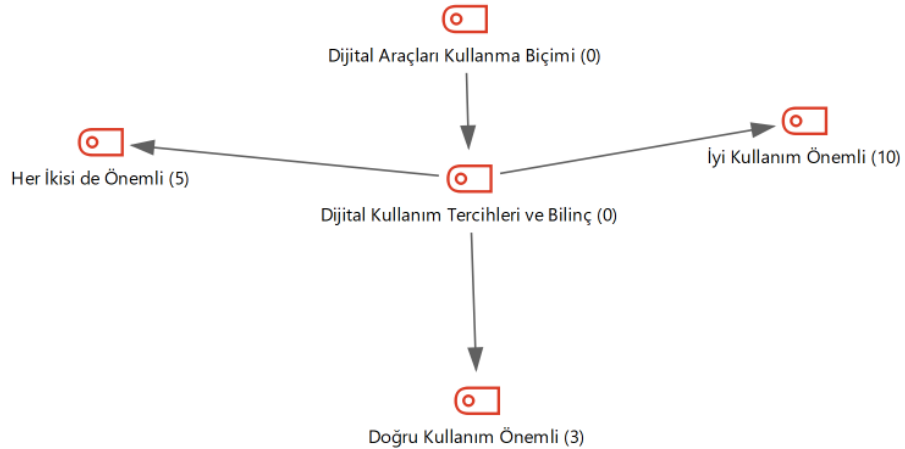 Dijital Araçları Kullanma Biçimi (0)
İyi Kullanım Önemli (10)
Her İkisi de Önemli (5)
Dijital Kullanım Tercihleri ve Bilinç (0)
Doğru Kullanım Önemli (3)